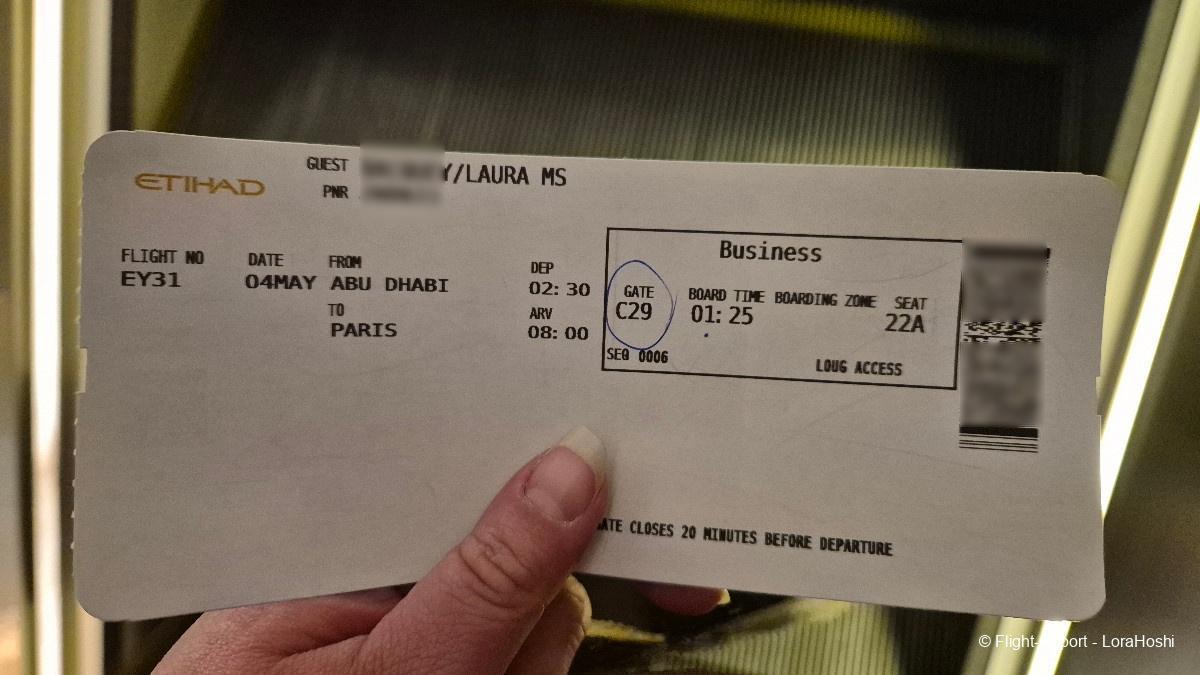 ETIHAD
GUEST /LAURA MS
PNR
FLIGHT NO DATE FROM
EY31 04MAY ABU DHABI
TO
PARIS
DEP
02:30
ARV
08:00
Business
GATE BOARD TIME BOARDING ZONE SEAT
C29 01:25 22A
SEQ 0006 LOUG ACCESS
GATE CLOSES 20 MINUTES BEFORE DEPARTURE
© Flight- - LoraHoshi